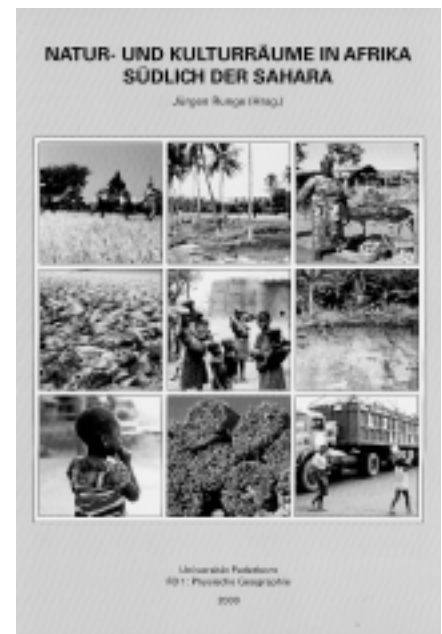 NATUR- UND KULTURRÄUME IN AFRIKA
SÜDLICH DER SAHARA
Jürgen Runge (Hrsg.)
Universität Paderborn
FB 1: Physische Geographie
2000